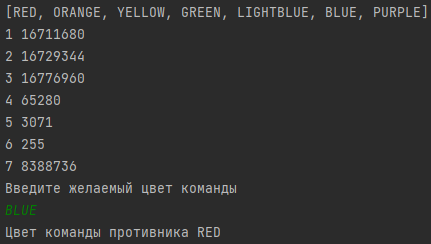 [RED, ORANGE, YELLOW, GREEN, LIGHTBLUE, BLUE, PURPLE]
1 16711680
2 16729344
3 16776960
4 65280
5 3071
6 255
7 8388736
Введите желаемый цвет команды
BLUE
Цвет команды противника RED